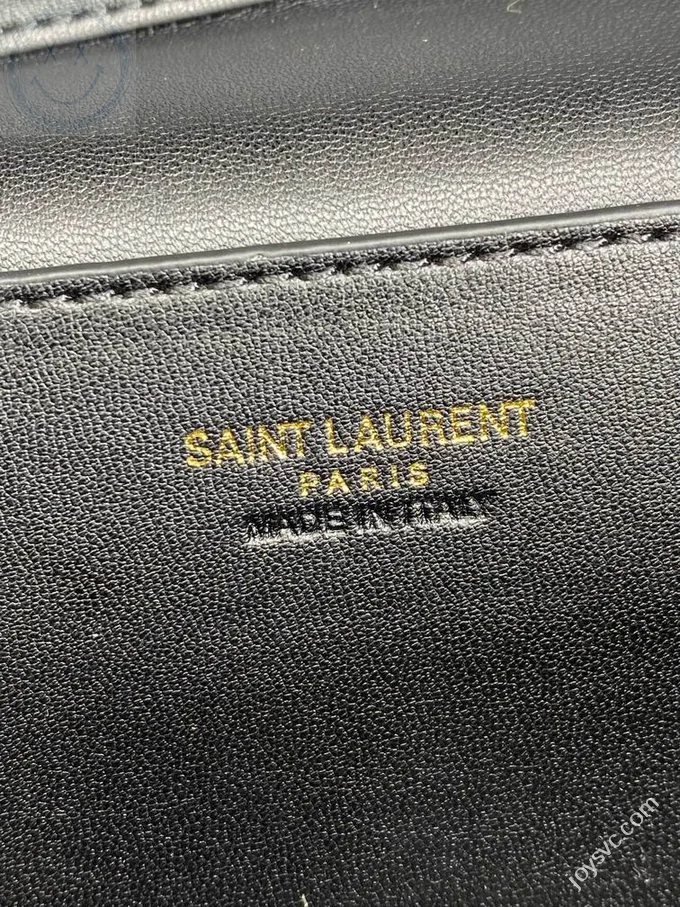 SAINT LAURENT
PARIS
MADE IN ITALY
joysvc.com